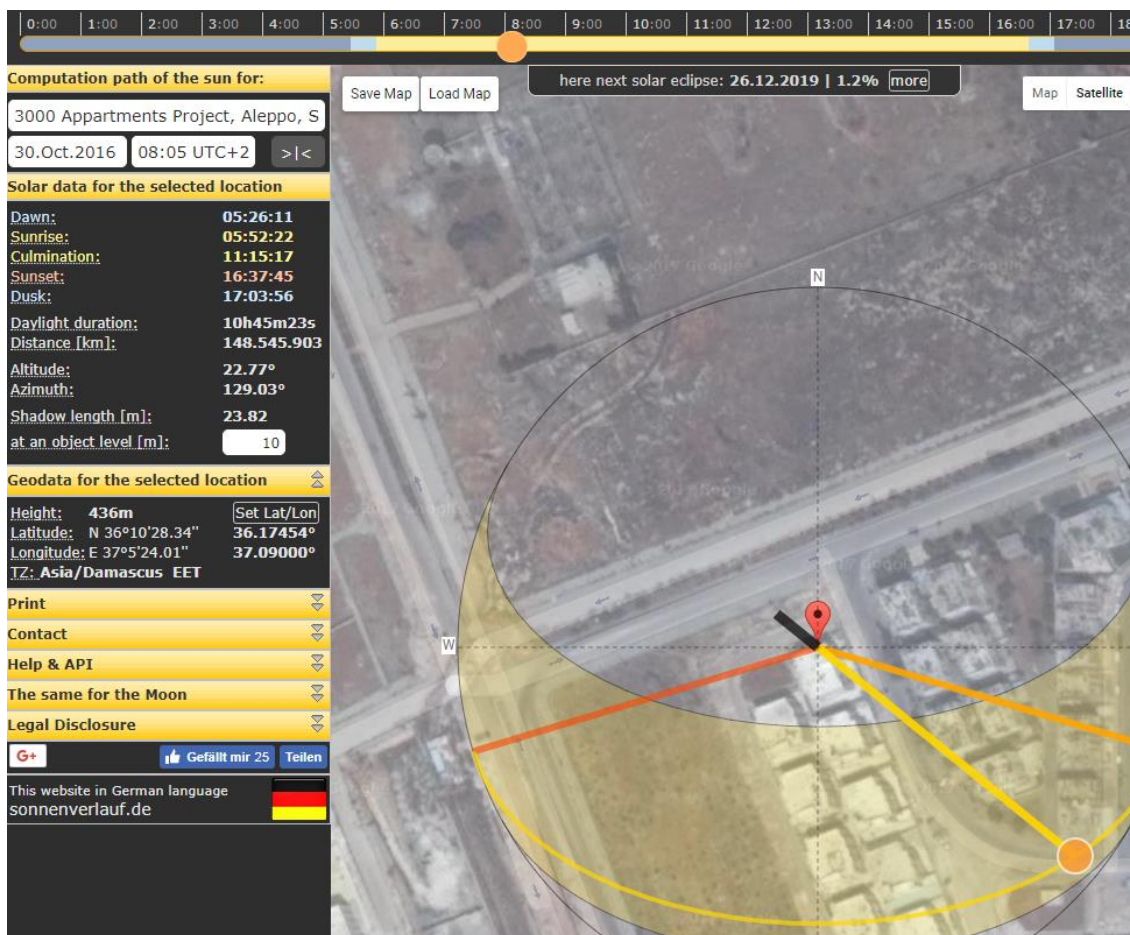 0:00 1:00 2:00 3:00 4:00 5:00 6:00 7:00 8:00 9:00 10:00 11:00 12:00 13:00 14:00 15:00 16:00 17:00 18
Computation path of the sun for:
3000 Appartments Project, Aleppo, S
30.Oct.2016 08:05 UTC+2 >|<
Solar data for the selected location
Dawn: 05:26:11
Sunrise: 05:52:22
Culmination: 11:15:17
Sunset: 16:37:45
Dusk: 17:03:56
Daylight duration: 10h45m23s
Distance [km]: 148.545.903
Altitude: 22.77°
Azimuth: 129.03°
Shadow length [m]: 23.82
at an object level [m]: 10
Geodata for the selected location
Height: 436m Set Lat/Lon
Latitude: N 36°10'28.34" 36.17454°
Longitude: E 37°5'24.01" 37.09000°
TZ: Asia/Damascus EET
Print
Contact
Help & API
The same for the Moon
Legal Disclosure
G+ Gefällt mir 25 Teilen
This website in German language
sonnenverlauf.de
Save Map Load Map
here next solar eclipse: 26.12.2019 | 1.2% more
Map Satellite
N
W